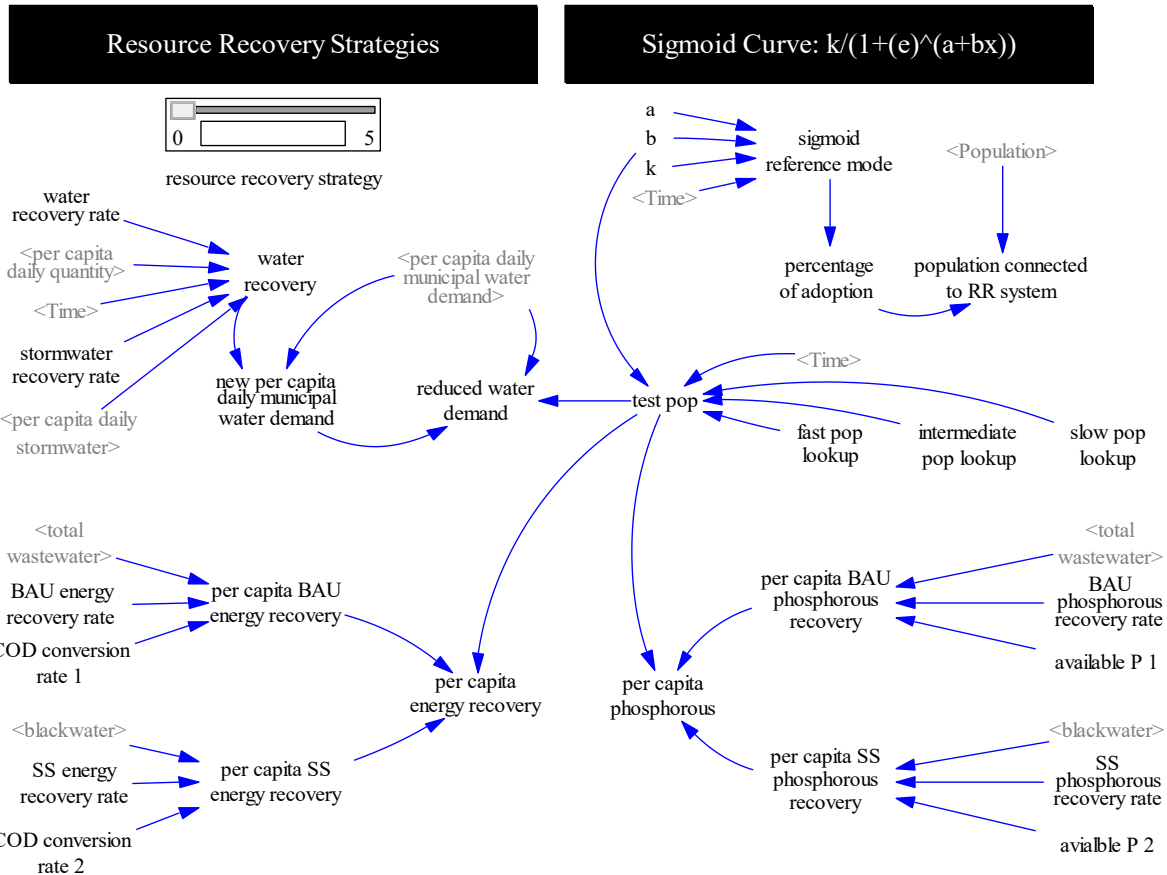 Resource Recovery Strategies
Sigmoid Curve: k/(1+(e)^(a+bx))
0
5
resource recovery strategy
water
recovery rate
<per capita
daily quantity>
<Time>
stormwater
recovery rate
<per capita daily
stormwater>
water
recovery
<per capita daily
municipal water
demand>
new per capita
daily municipal
water demand
reduced water
demand
a
b
k
<Time>
sigmoid
reference mode
<Population>
percentage
of adoption
population connected
to RR system
<Time>
test pop
fast pop
lookup
intermediate
pop lookup
slow pop
lookup
<total
wastewater>
BAU energy
recovery rate
COD conversion
rate 1
per capita BAU
energy recovery
per capita
energy recovery
<blackwater>
SS energy
recovery rate
COD conversion
rate 2
per capita SS
energy recovery
per capita
phosphorous
per capita BAU
phosphorous
recovery
<total
wastewater>
BAU
phosphorous
recovery rate
available P 1
per capita SS
phosphorous
recovery
<blackwater>
SS
phosphorous
recovery rate
avialble P 2